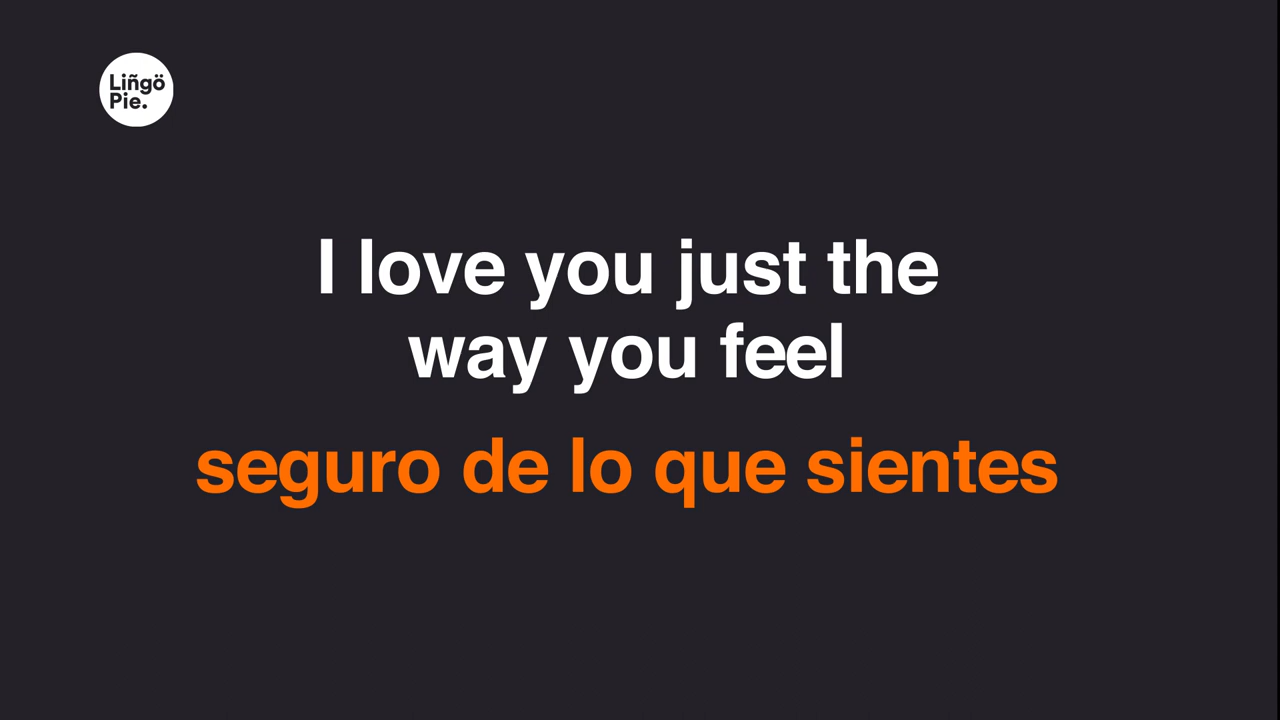 Liñgö
Pie.
I love you just the
way you feel
seguro de lo que sientes